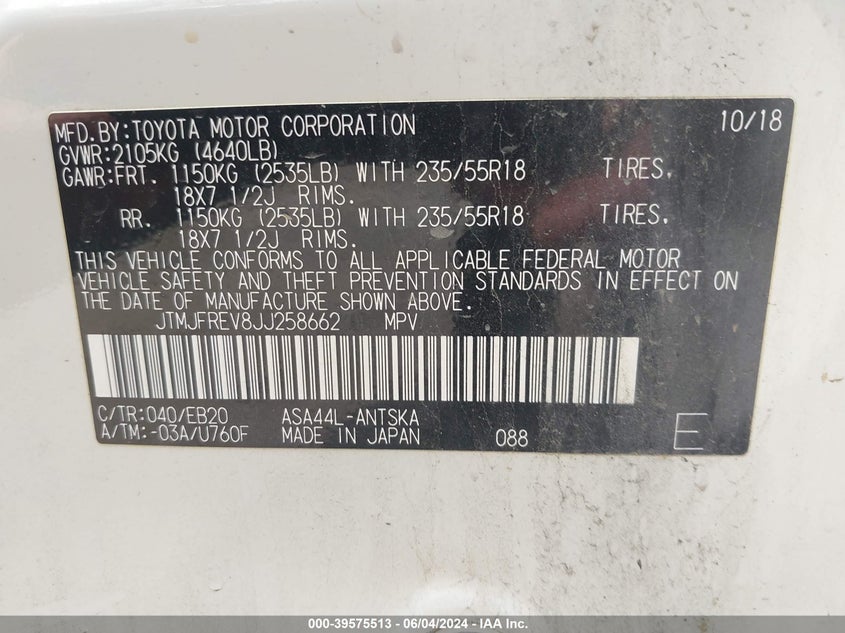 MFD.BY:TOYOTA MOTOR CORPORATION 10/18
GVWR:2105KG (4640LB)
GAWR:FRT. 1150KG (2535LB) WITH 235/55R18 TIRES,
18X7 1/2J RIMS.
RR. 1150KG (2535LB) WITH 235/55R18 TIRES,
18X7 1/2J RIMS.
THIS VEHICLE CONFORMS TO ALL APPLICABLE FEDERAL MOTOR
VEHICLE SAFETY AND THEFT PREVENTION STANDARDS IN EFFECT ON
THE DATE OF MANUFACTURE SHOWN ABOVE.
JTMJFREV8JJ258662 MPV
C/TR:040/EB20 ASA44L-ANTSKA
A/TM:-03A/U760F MADE IN JAPAN 088 E
000-39575513 - 06/04/2024 - IAA Inc.